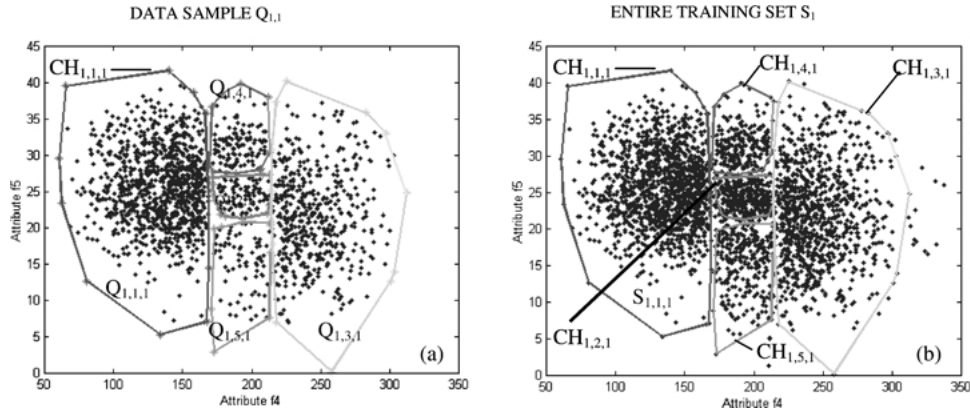 DATA SAMPLE Q1,1
45
40
35
30
25
20
15
10
5
0
50
100
150
200
250
300
350
Attribute f5
Attribute f4
CH1,1,1
Q1,4,1
Q1,1,1
Q1,5,1
Q1,3,1
(a)
ENTIRE TRAINING SET S1
45
40
35
30
25
20
15
10
5
0
50
100
150
200
250
300
350
Attribute f5
Attribute f4
CH1,1,1
CH1,4,1
CH1,3,1
S1,1,1
CH1,2,1
CH1,5,1
(b)